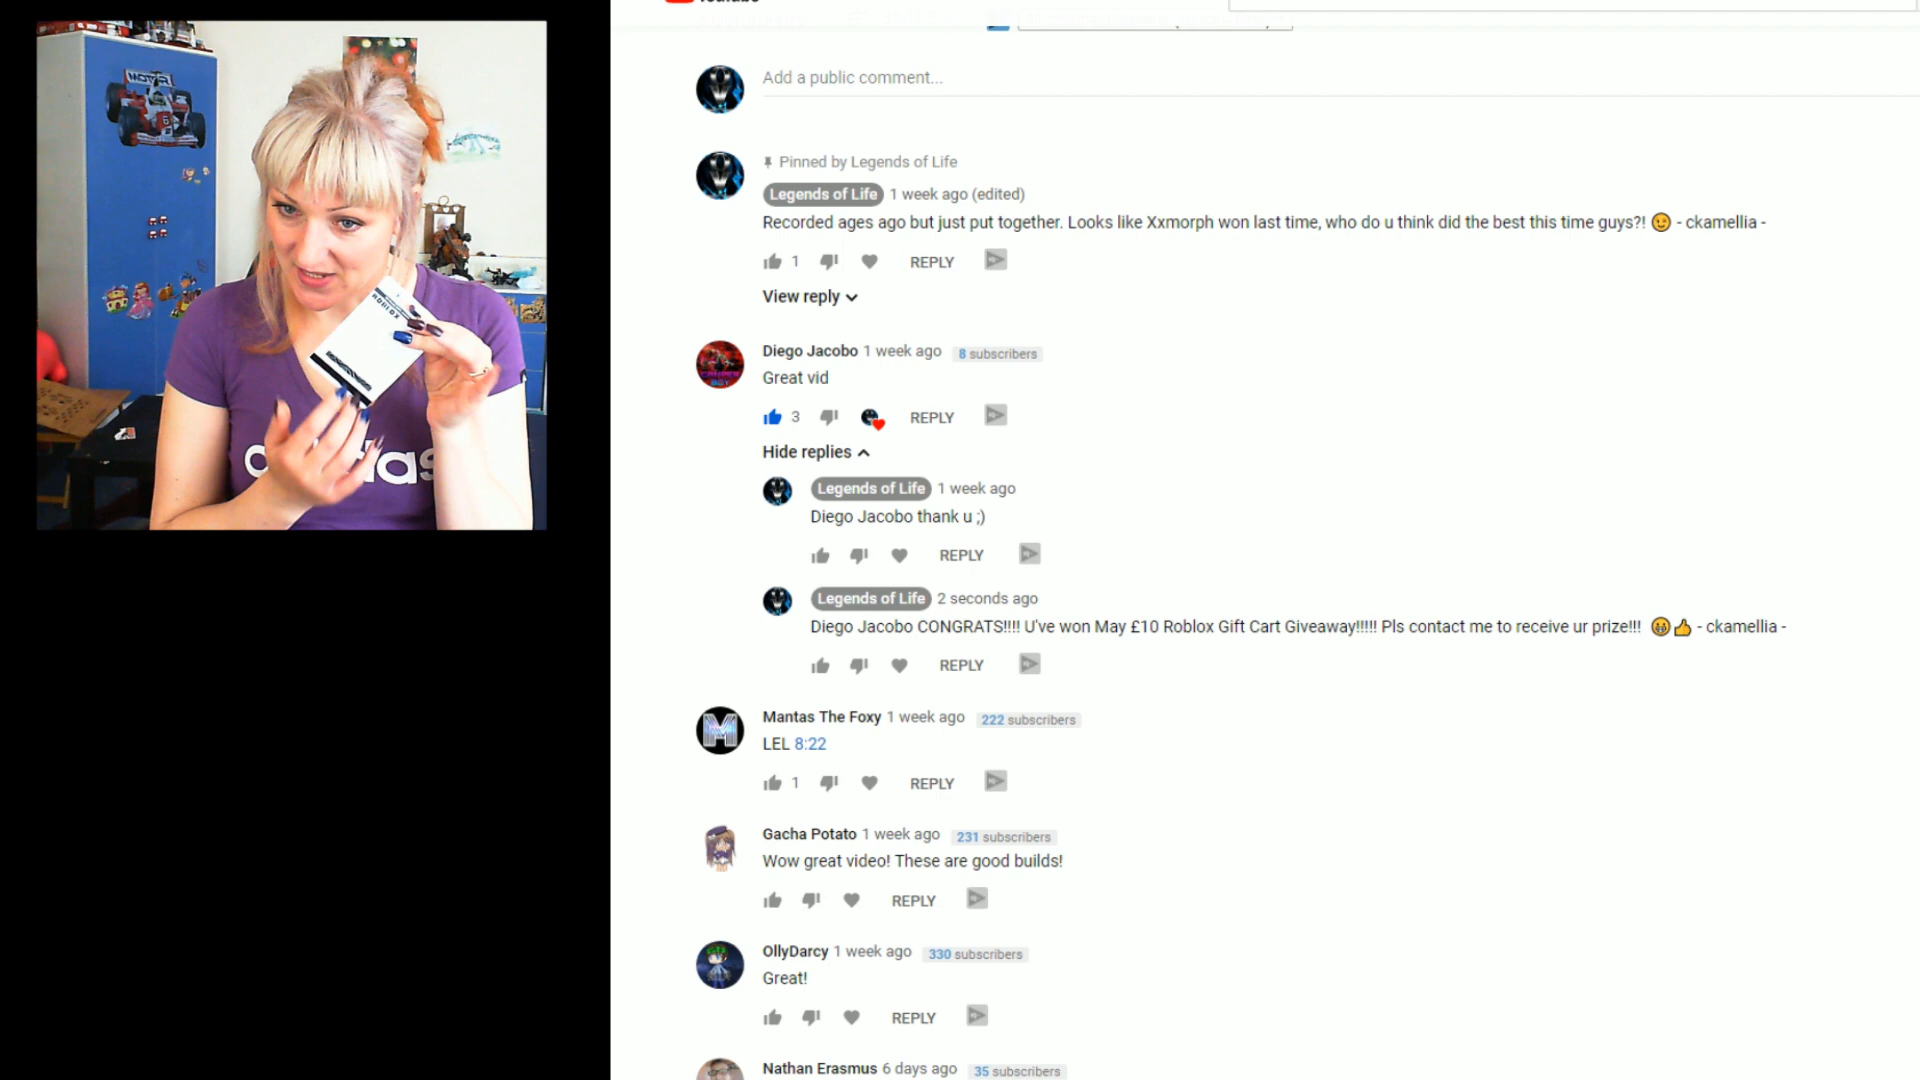 MOTOR
6
ROBLOX
Add a public comment...
Pinned by Legends of Life
Legends of Life 1 week ago (edited)
Recorded ages ago but just put together. Looks like Xxmorph won last time, who do u think did the best this time guys?! 😉 - ckamellia -
1 REPLY
View reply
Diego Jacobo 1 week ago 8 subscribers
Great vid
3 REPLY
Hide replies
Legends of Life 1 week ago
Diego Jacobo thank u ;)
REPLY
Legends of Life 2 seconds ago
Diego Jacobo CONGRATS!!!! U've won May £10 Roblox Gift Cart Giveaway!!!!! Pls contact me to receive ur prize!!! 😁👍 - ckamellia -
REPLY
Mantas The Foxy 1 week ago 222 subscribers
LEL 8:22
1 REPLY
Gacha Potato 1 week ago 231 subscribers
Wow great video! These are good builds!
REPLY
OllyDarcy 1 week ago 330 subscribers
Great!
REPLY
Nathan Erasmus 6 days ago 35 subscribers